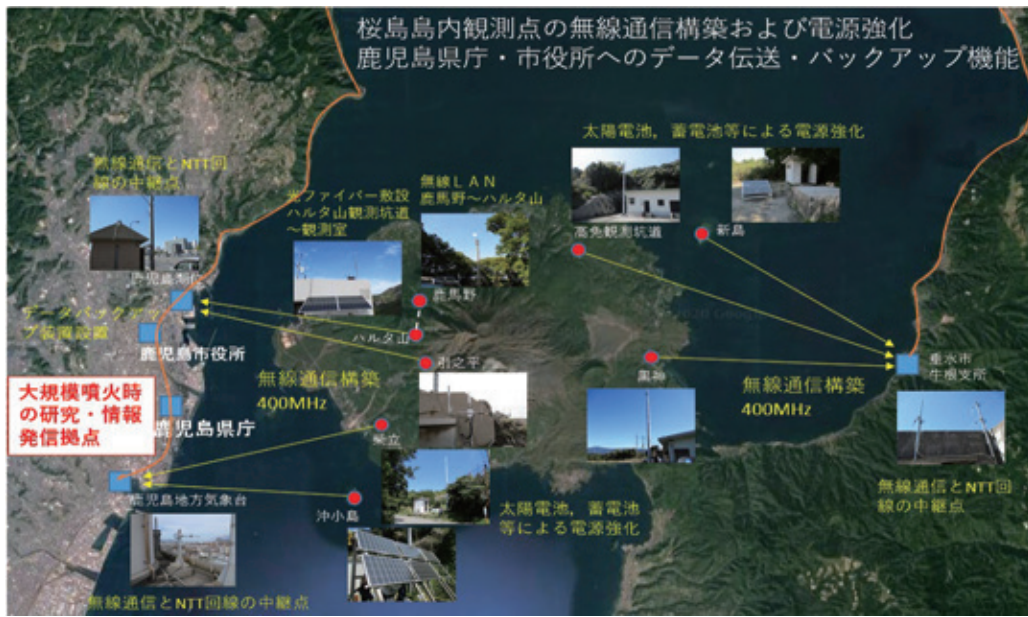 桜島島内観測点の無線通信構築および電源強化
鹿児島県庁・市役所へのデータ伝送・バックアップ機能
太陽電池，蓄電池等による電源強化
無線通信とNTT回
線の中継点
光ファイバー敷設
ハルタ山観測坑道
～観測室
無線ＬＡＮ
鹿馬野～ハルタ山
高免観測坑道
新島
鹿馬野
データバックアッ
プ装置設置
鹿児島市役所
ハルタ山
無線通信構築
400MHz
黒神
無線通信構築
400MHz
垂水市
牛根支所
大規模噴火時
の研究・情報
発信拠点
鹿児島県庁
鹿児島地方気象台
沖小島
太陽電池，蓄電池
等による電源強化
無線通信とNTT回
線の中継点
無線通信とNTT回線の中継点